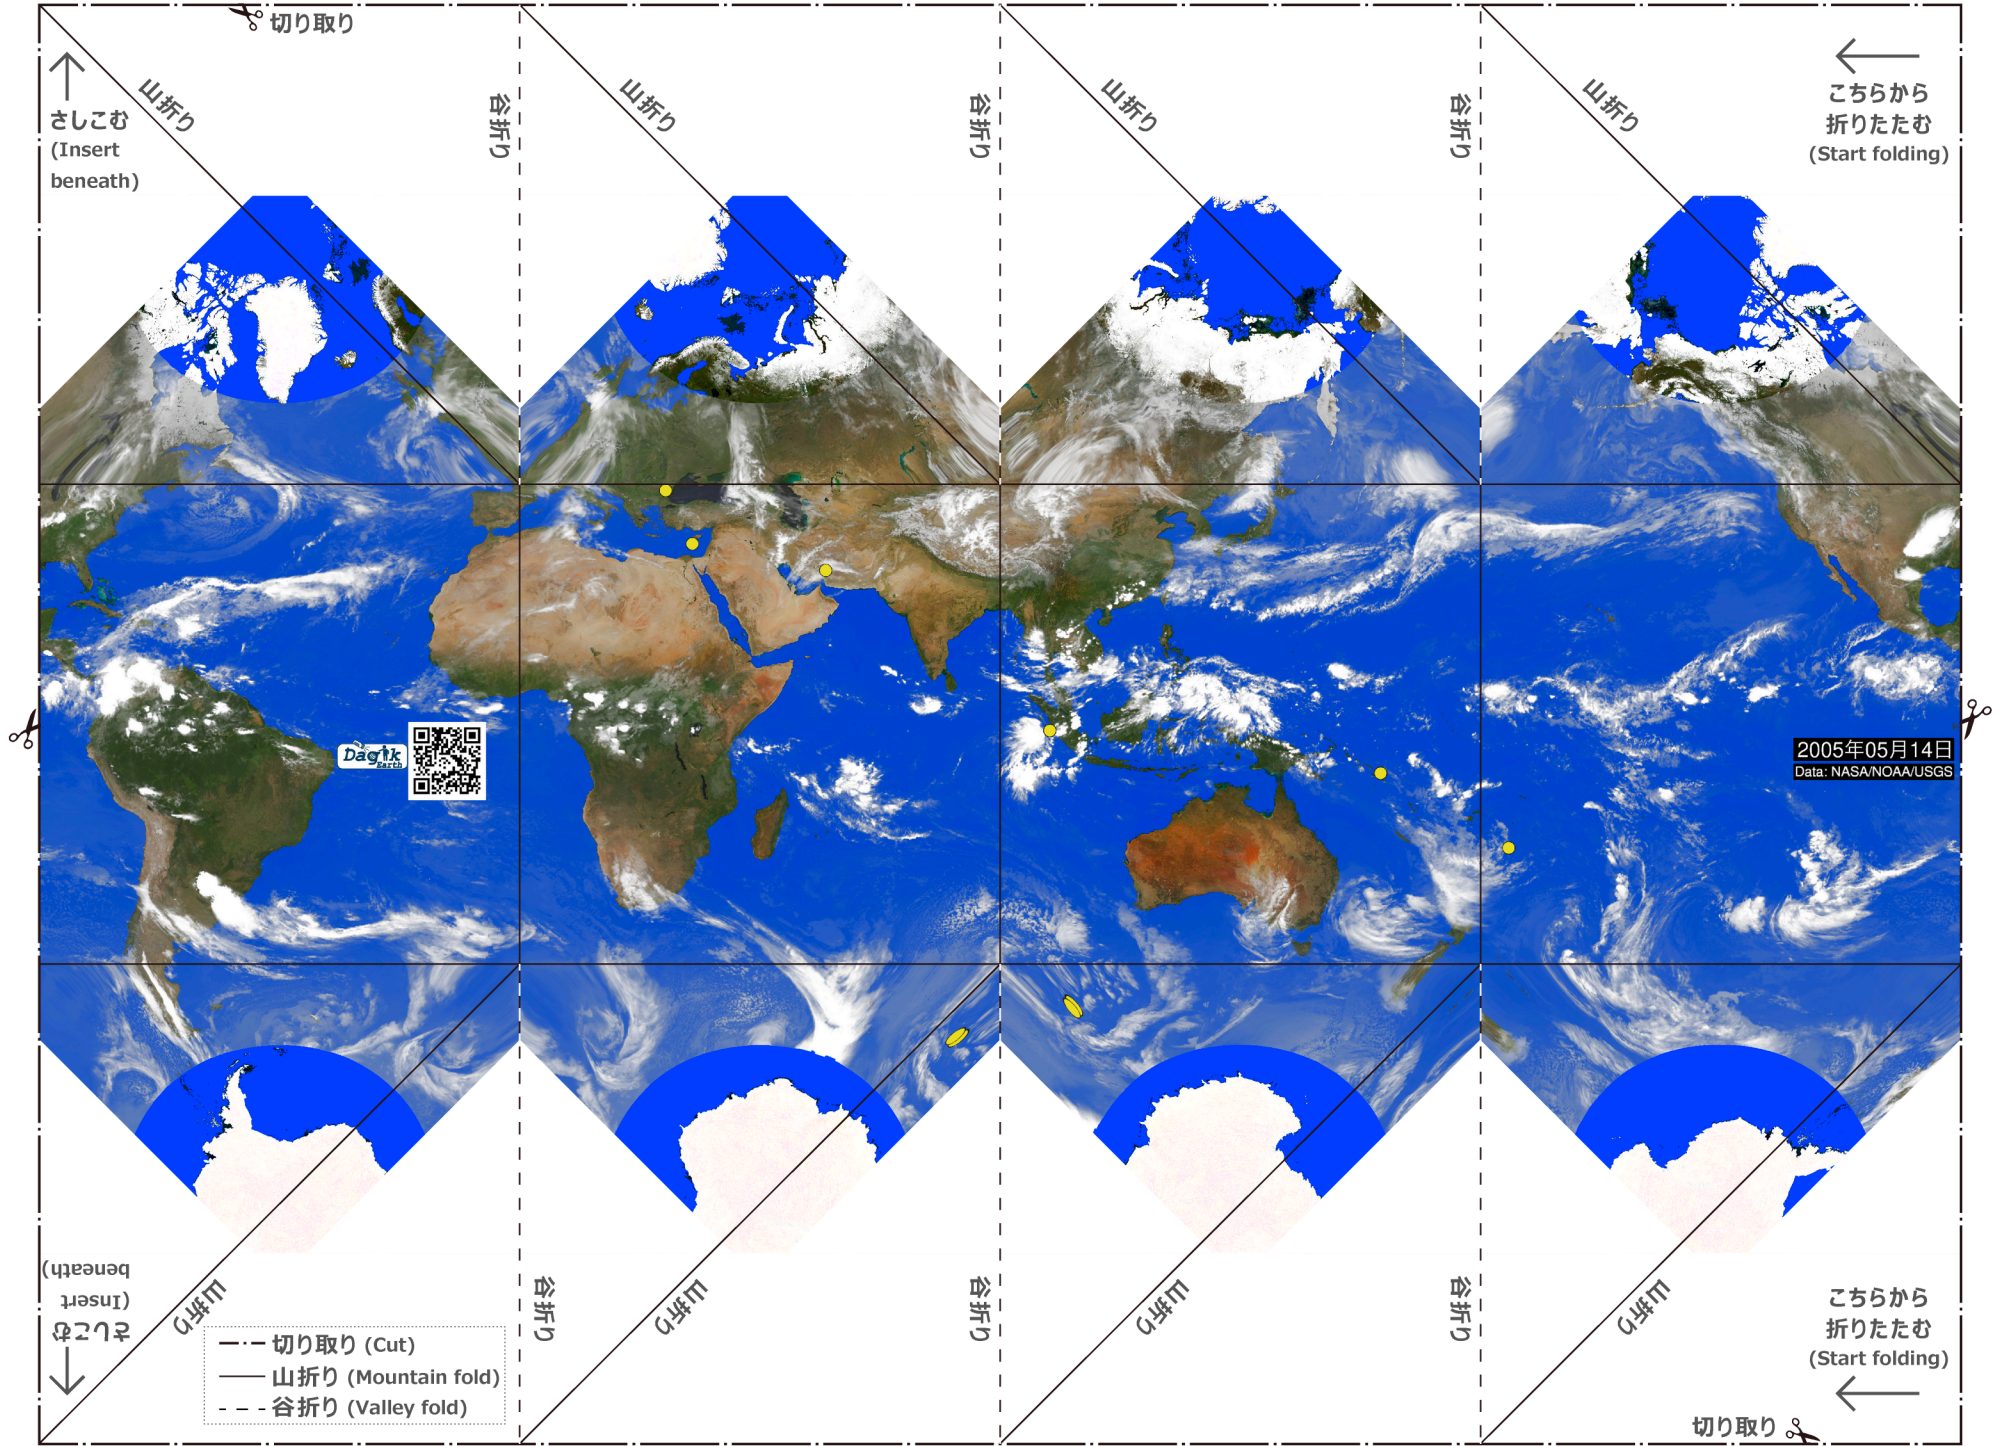 切り取り
さしこむ
(Insert
beneath)
山折り
谷折り
山折り
谷折り
山折り
谷折り
山折り
こちらから
折りたたむ
(Start folding)
Dagik
Earth
2005年05月14日
Data: NASA/NOAA/USGS
さしこむ
(Insert
beneath)
山折り
谷折り
山折り
谷折り
山折り
谷折り
山折り
こちらから
折りたたむ
(Start folding)
切り取り (Cut)
山折り (Mountain fold)
谷折り (Valley fold)
切り取り